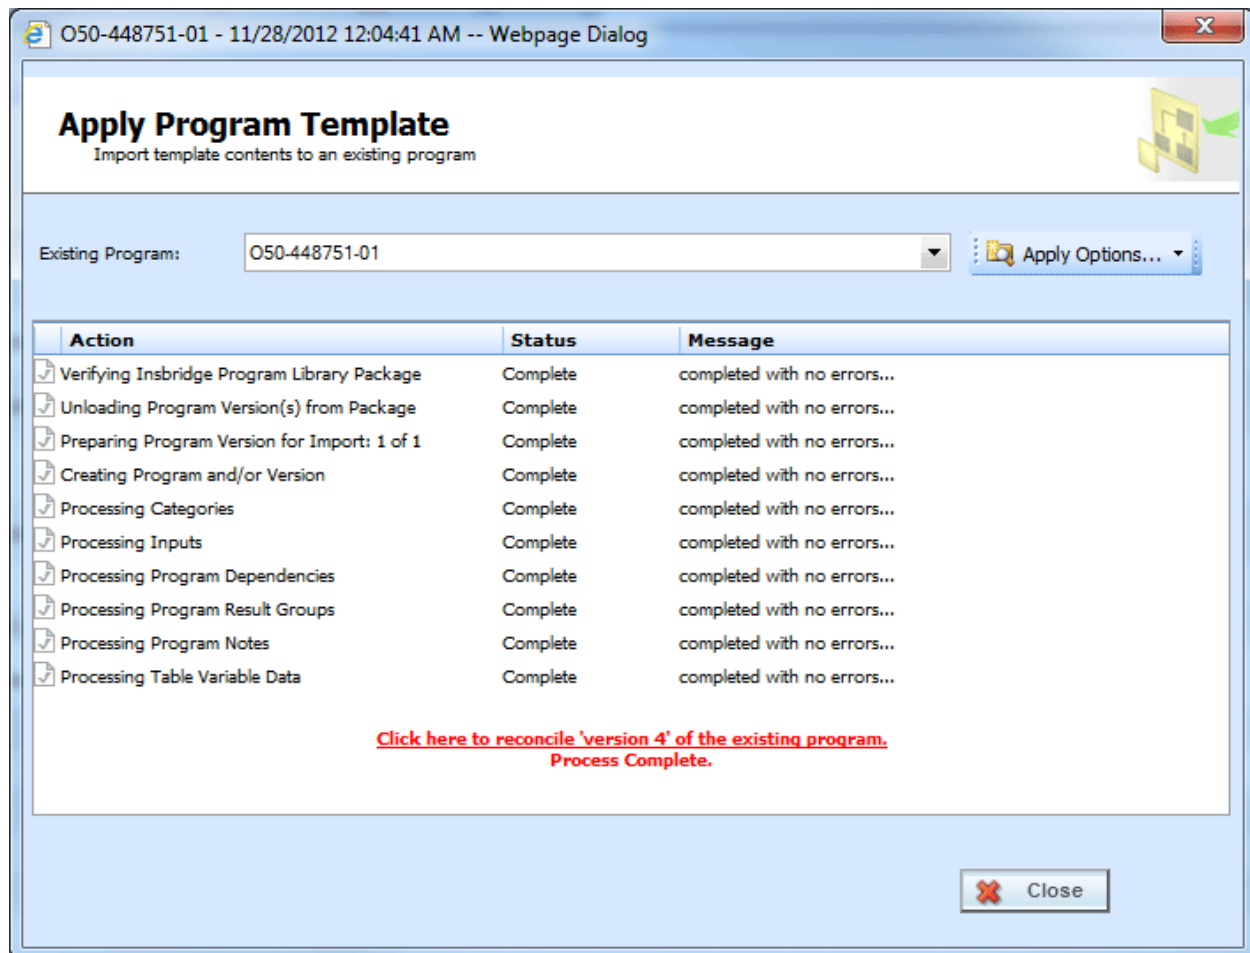 O50-448751-01 - 11/28/2012 12:04:41 AM -- Webpage Dialog
Apply Program Template
Import template contents to an existing program
Existing Program: O50-448751-01 Apply Options...
Action Status Message
Verifying Insbridge Program Library Package Complete completed with no errors...
Unloading Program Version(s) from Package Complete completed with no errors...
Preparing Program Version for Import: 1 of 1 Complete completed with no errors...
Creating Program and/or Version Complete completed with no errors...
Processing Categories Complete completed with no errors...
Processing Inputs Complete completed with no errors...
Processing Program Dependencies Complete completed with no errors...
Processing Program Result Groups Complete completed with no errors...
Processing Program Notes Complete completed with no errors...
Processing Table Variable Data Complete completed with no errors...
Click here to reconcile 'version 4' of the existing program.
Process Complete.
Close